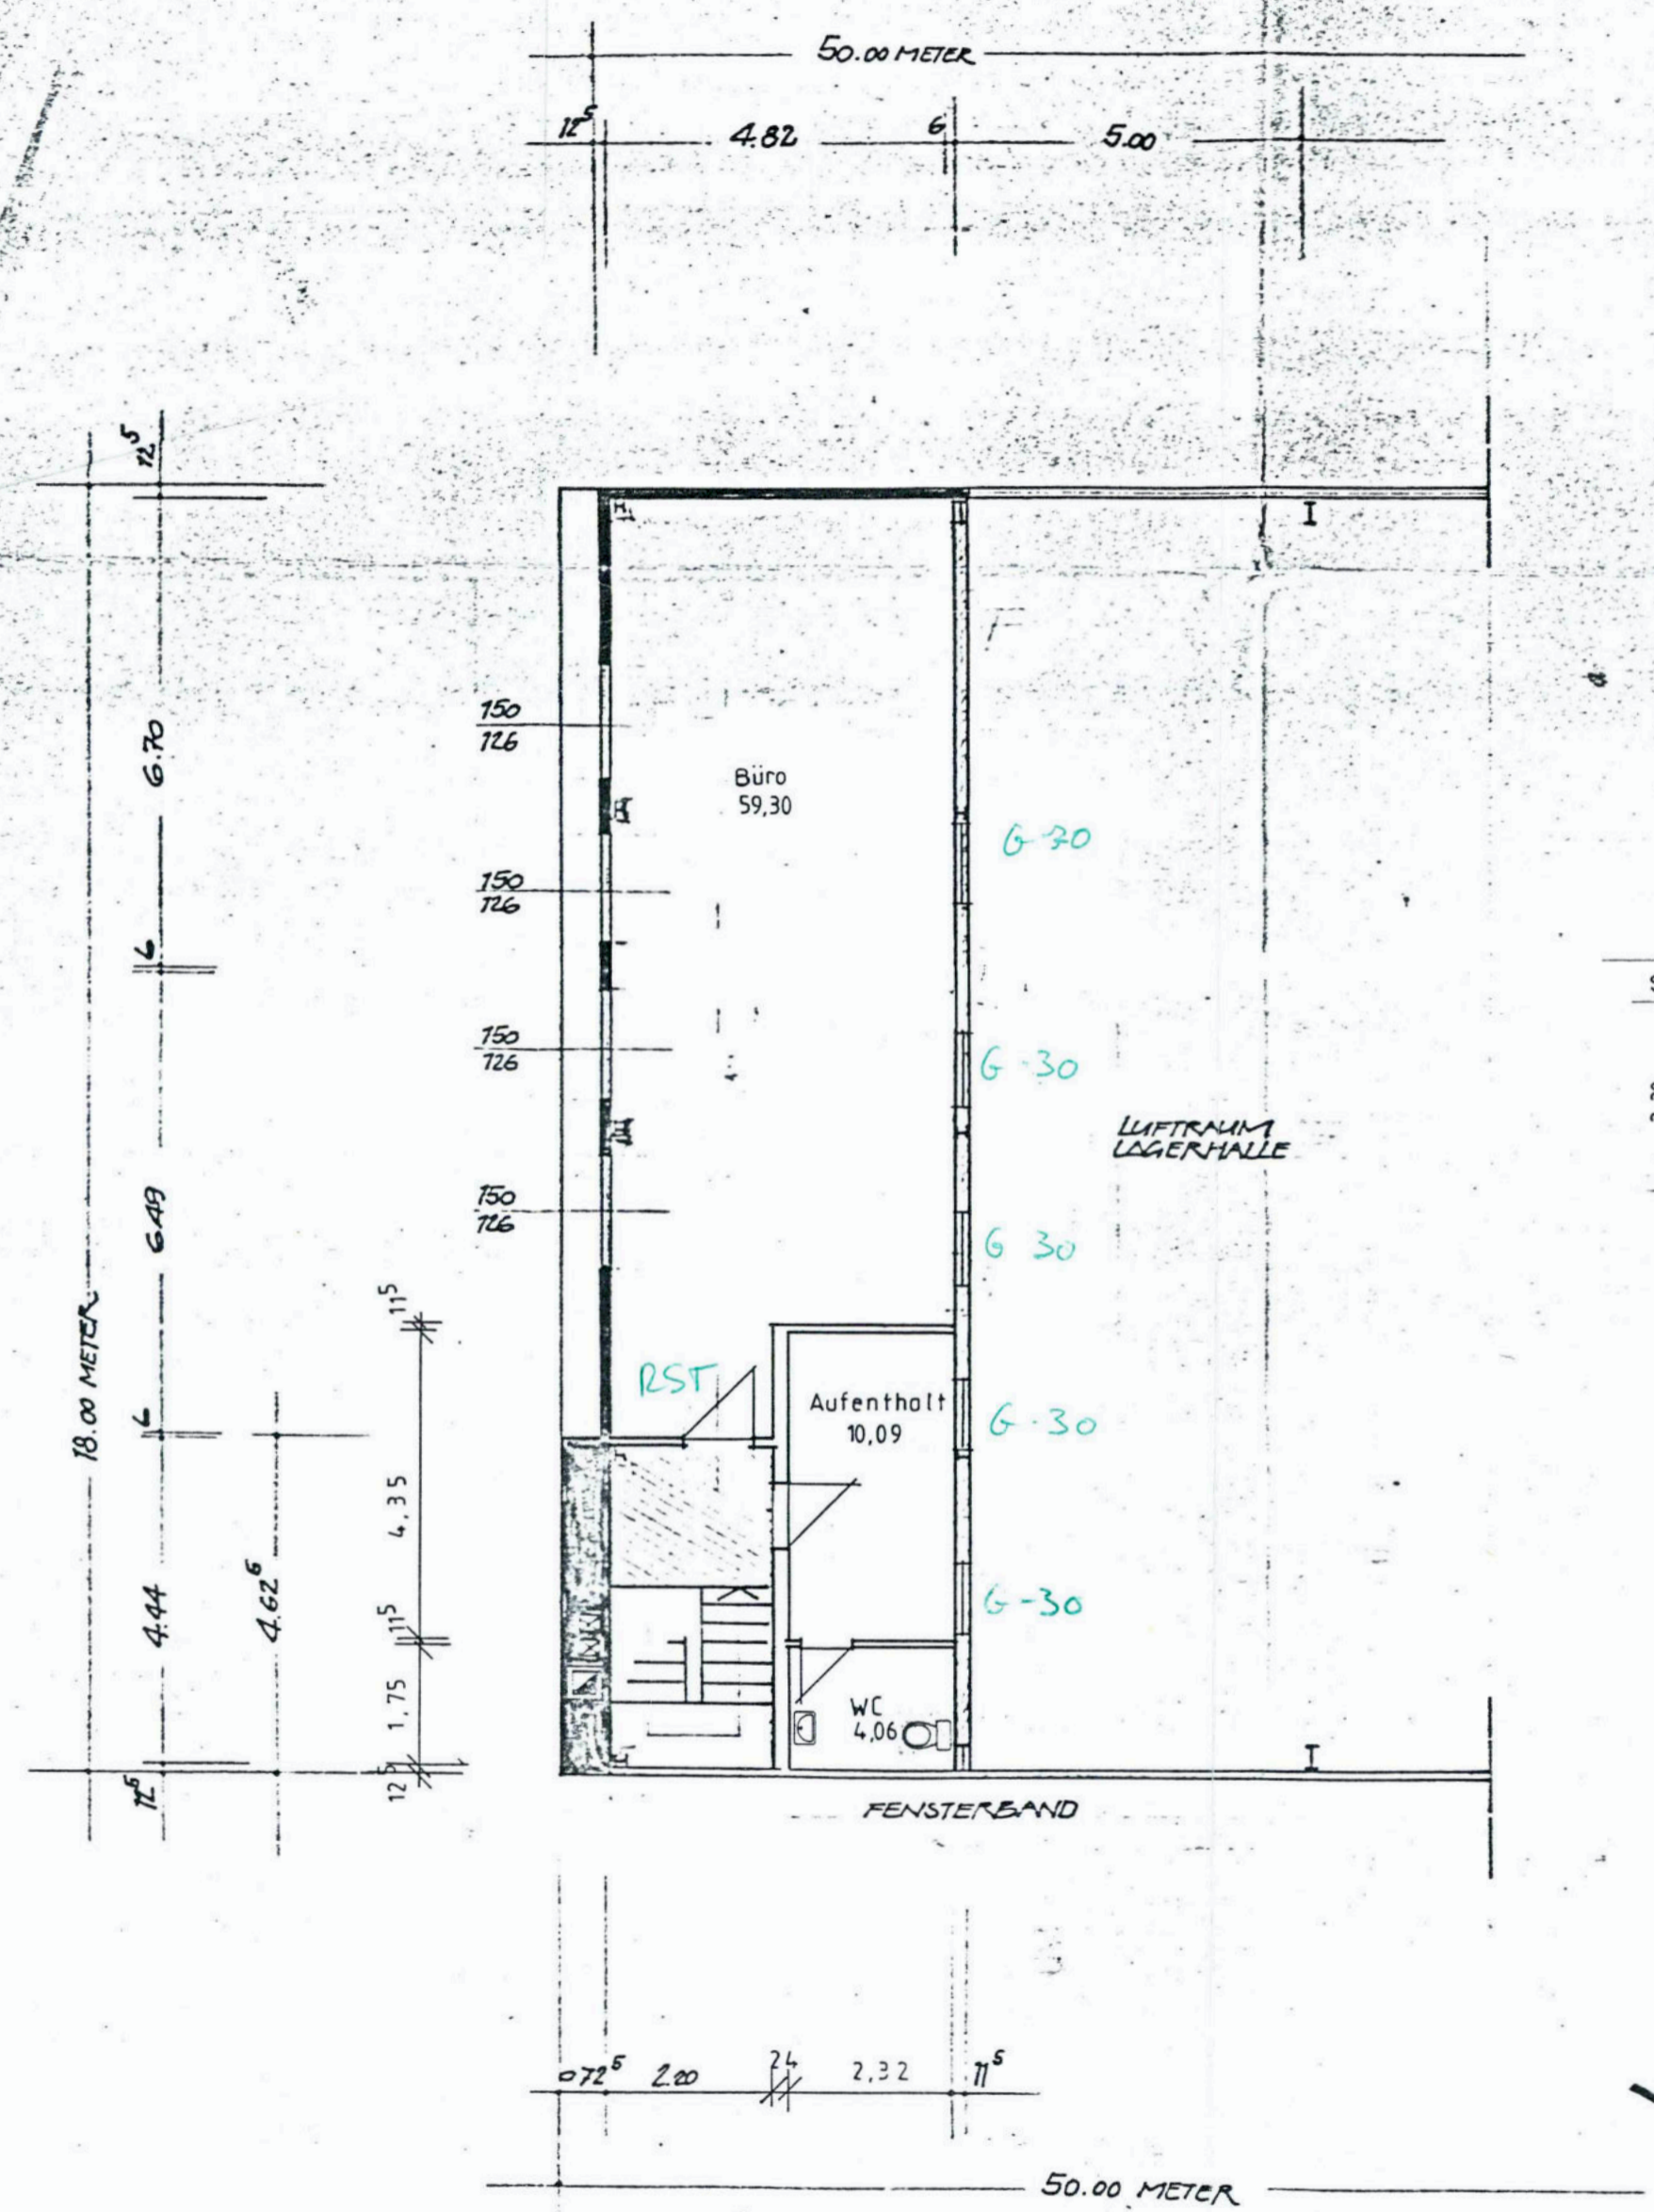 50.00 METER
12⁵
4.82
6
5.00
12⁵
6.70
6
6.49
6
4.44
12⁵
18.00 METER
4.62⁵
11⁵
4,35
11⁵
1,75
12⁵
150
126
150
126
150
126
150
126
Büro
59,30
G-30
G-30
G 30
G-30
G-30
LUFTRAUM
LAGERHALLE
RST
Aufenthalt
10,09
WC
4,06
FENSTERBAND
072⁵
2.20
24
2,32
11⁵
50.00 METER